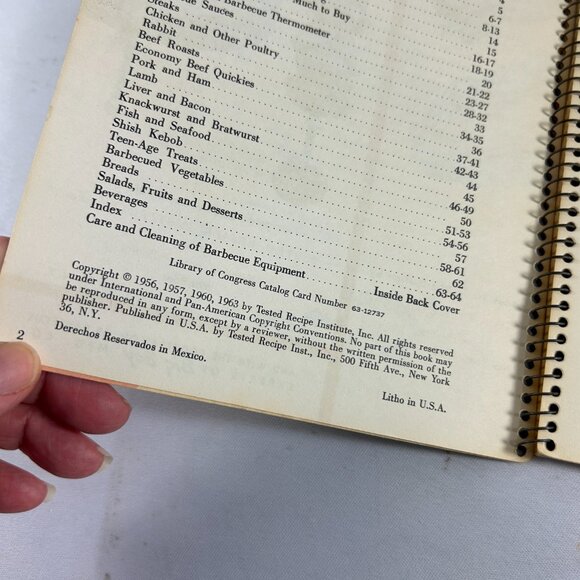 4
5
6-7
8-13
14
15
16-17
Much to Buy 18-19
Barbecue Thermometer 20
Sauces 21-22
Steaks 23-27
Chicken and Other Poultry 28-32
Rabbit 33
Beef Roasts 34-35
Economy Beef Quickies 36
Pork and Ham 37-41
Lamb 42-43
Liver and Bacon 44
Knackwurst and Bratwurst 45
Fish and Seafood 46-49
Shish Kebob 50
Teen-Age Treats 51-53
Barbecued Vegetables 54-56
Breads 57
Salads, Fruits and Desserts 58-61
Beverages 62
Index 63-64
Care and Cleaning of Barbecue Equipment Inside Back Cover
Library of Congress Catalog Card Number 63-12737
Copyright © 1956, 1957, 1960, 1963 by Tested Recipe Institute, Inc. All rights reserved
under International and Pan-American Copyright Conventions. No part of this book may
be reproduced in any form, except by a reviewer, without the written permission of the
publisher. Published in U.S.A. by Tested Recipe Inst., Inc., 500 Fifth Ave., New York
36, N.Y.
2 Derechos Reservados in Mexico. Litho in U.S.A.